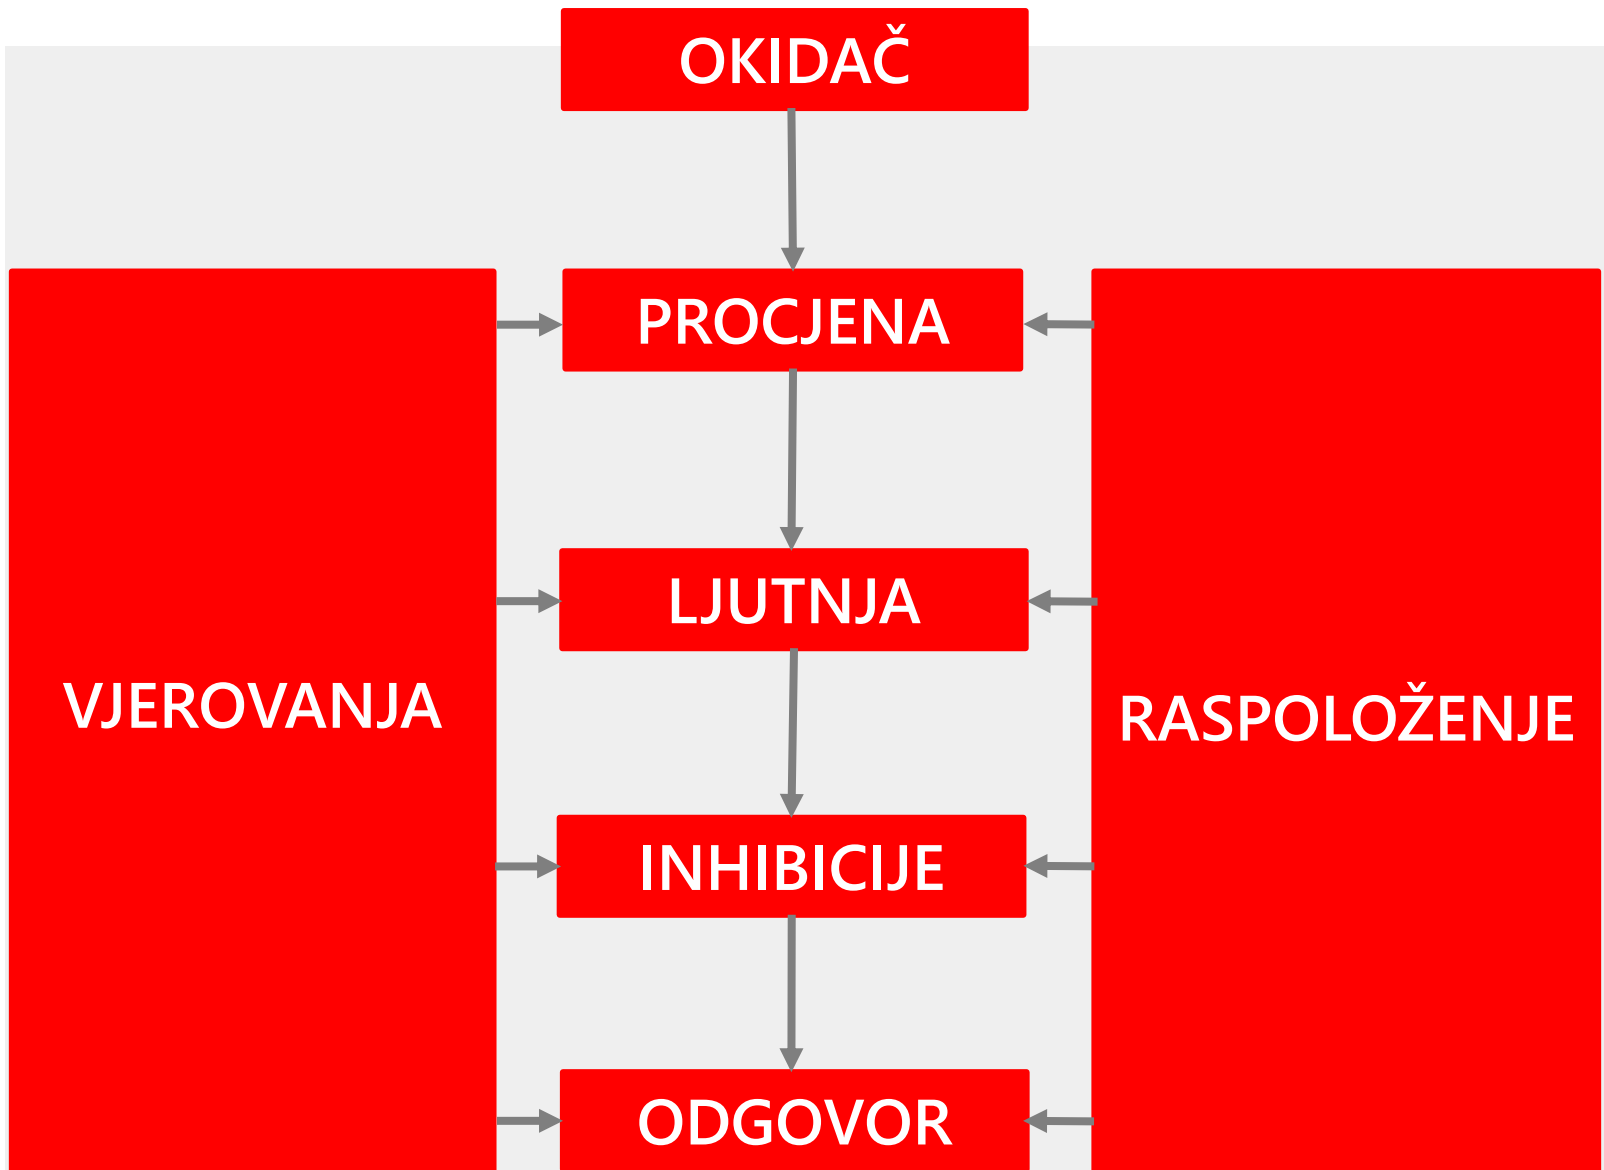 OKIDAČ
PROCJENA
LJUTNJA
VJEROVANJA
RASPOLOŽENJE
INHIBICIJE
ODGOVOR